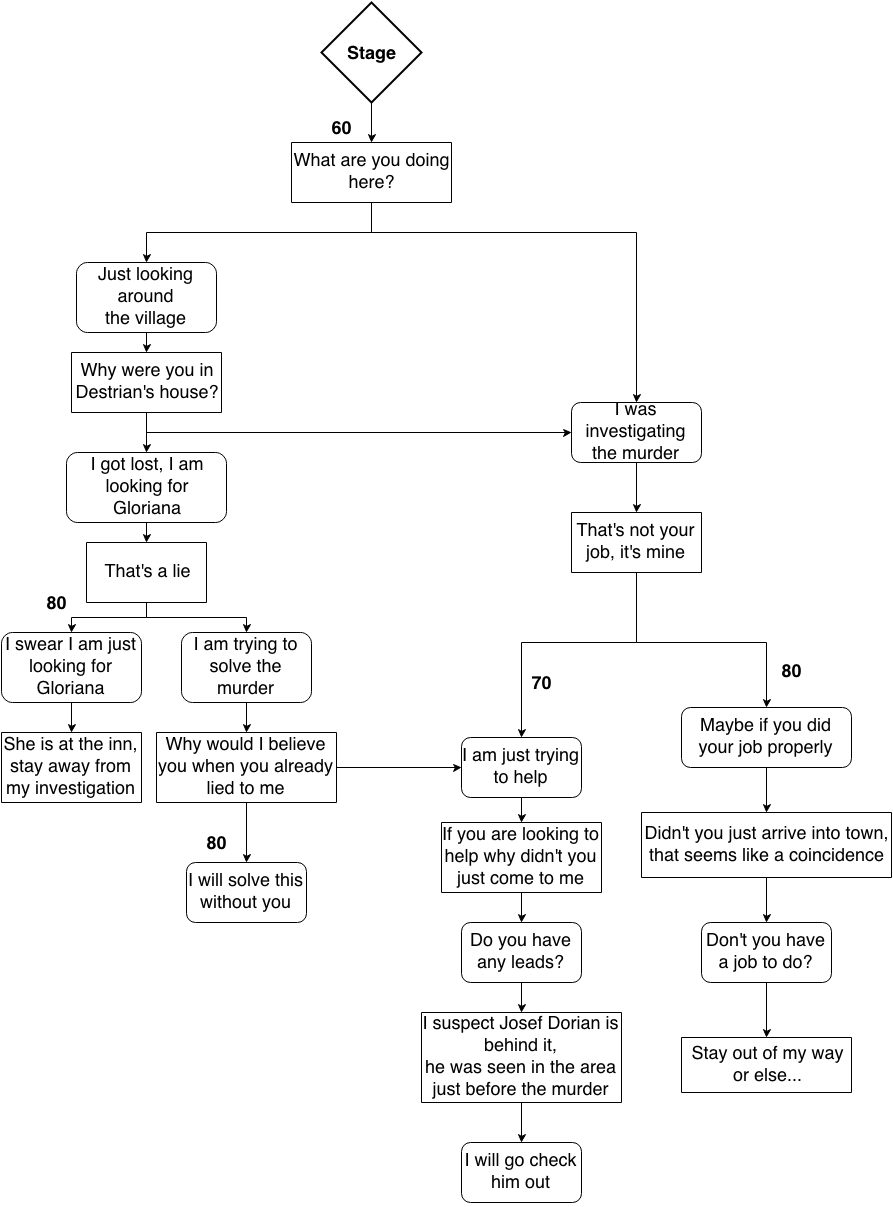 Stage
60
What are you doing
here?
Just looking
around
the village
Why were you in
Destrian's house?
I was
investigating
the murder
I got lost, I am
looking for
Gloriana
That's not your
job, it's mine
That's a lie
80
I swear I am just
looking for
Gloriana
I am trying to
solve the
murder
70
80
Maybe if you did
your job properly
She is at the inn,
stay away from
my investigation
Why would I believe
you when you already
lied to me
I am just trying
to help
80
If you are looking to
help why didn't you
just come to me
Didn't you just arrive into town,
that seems like a coincidence
I will solve this
without you
Do you have
any leads?
Don't you have
a job to do?
I suspect Josef Dorian is
behind it,
he was seen in the area
just before the murder
Stay out of my way
or else...
I will go check
him out